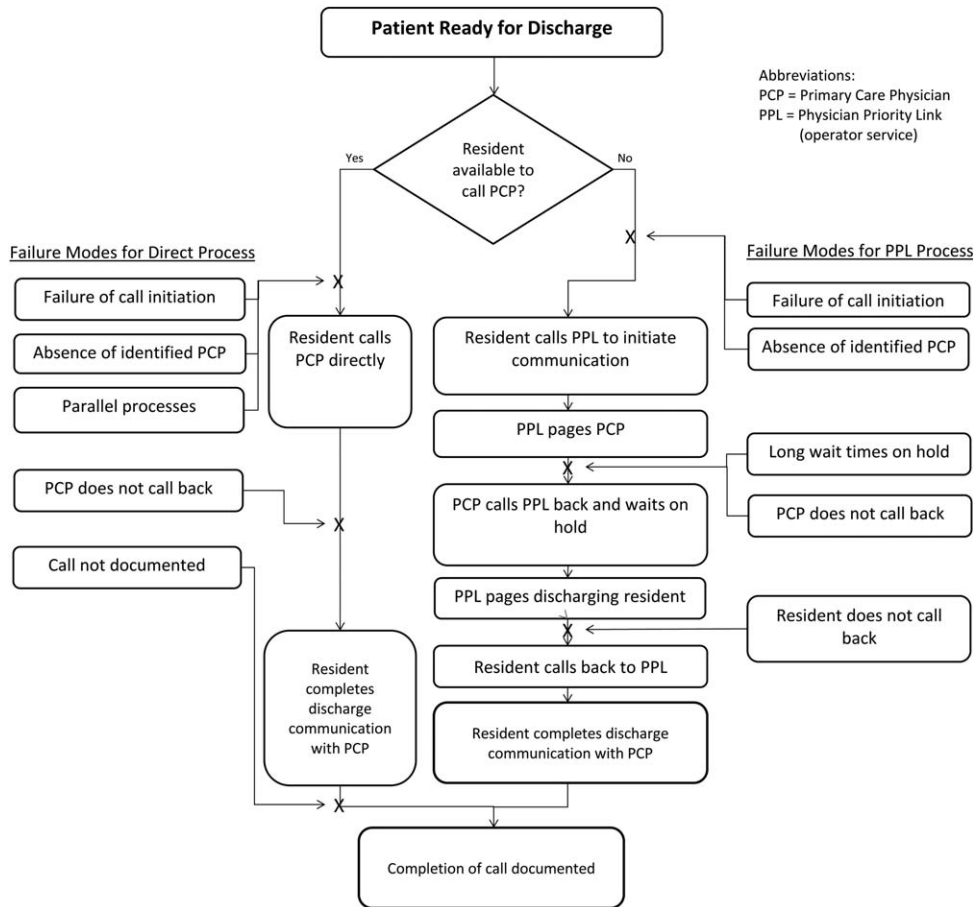 Patient Ready for Discharge
Abbreviations:
PCP = Primary Care Physician
PPL = Physician Priority Link
(operator service)
Resident
available to
call PCP?
Yes
No
Failure Modes for Direct Process
Failure of call initiation
Absence of identified PCP
Parallel processes
PCP does not call back
Call not documented
X
Resident calls
PCP directly
X
Resident
completes
discharge
communication
with PCP
X
X
Resident calls PPL to initiate
communication
PPL pages PCP
X
PCP calls PPL back and waits on
hold
PPL pages discharging resident
X
Resident calls back to PPL
Resident completes discharge
communication with PCP
Failure Modes for PPL Process
Failure of call initiation
Absence of identified PCP
Long wait times on hold
PCP does not call back
Resident does not call
back
Completion of call documented